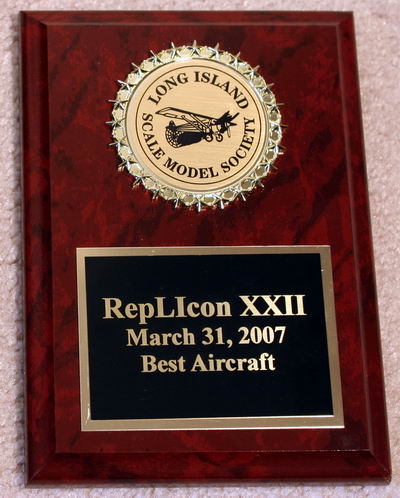 LONG ISLAND
SCALE MODEL SOCIETY
RepLIcon XXII
March 31, 2007
Best Aircraft